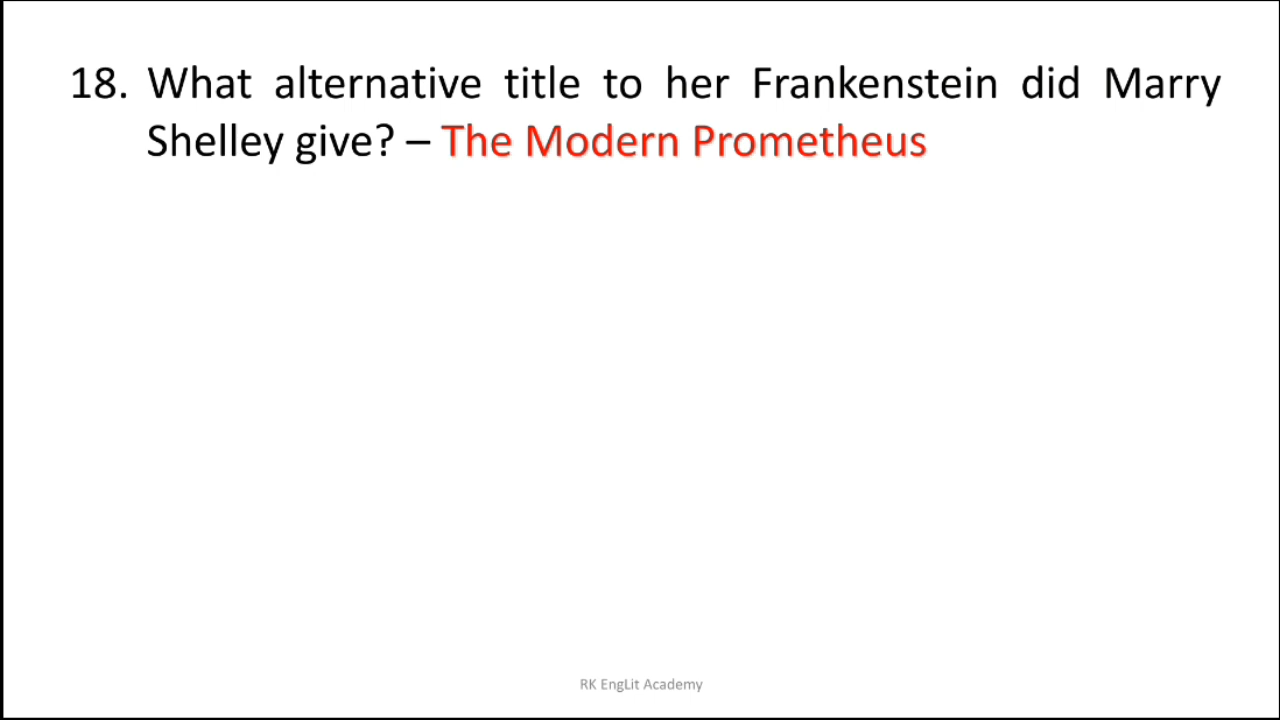 18. What alternative title to her Frankenstein did Marry
Shelley give? – The Modern Prometheus
RK EngLit Academy